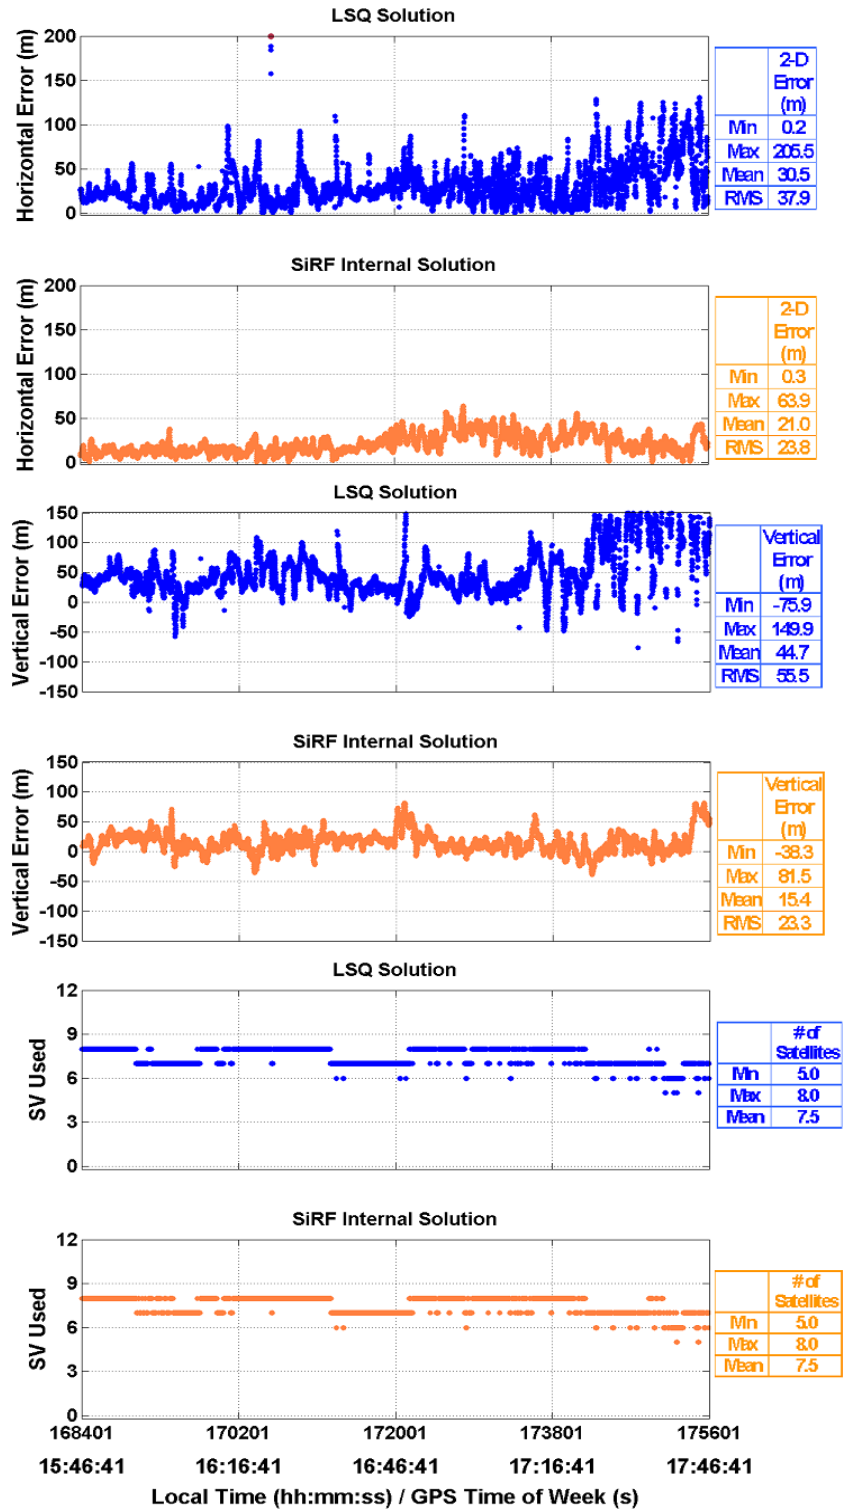 LSQ Solution
Horizontal Error (m)
200
150
100
50
0
2-D
Error
(m)
Min 0.2
Max 205.5
Mean 30.5
RMS 37.9
SiRF Internal Solution
Horizontal Error (m)
200
150
100
50
0
2-D
Error
(m)
Min 0.3
Max 63.9
Mean 21.0
RMS 23.8
LSQ Solution
Vertical Error (m)
150
100
50
0
-50
-100
-150
Vertical
Error
(m)
Min -75.9
Max 149.9
Mean 44.7
RMS 55.5
SiRF Internal Solution
Vertical Error (m)
150
100
50
0
-50
-100
-150
Vertical
Error
(m)
Min -38.3
Max 81.5
Mean 15.4
RMS 23.3
LSQ Solution
SV Used
12
9
6
3
0
# of
Satellites
Min 5.0
Max 8.0
Mean 7.5
SiRF Internal Solution
SV Used
12
9
6
3
0
# of
Satellites
Min 5.0
Max 8.0
Mean 7.5
168401 170201 172001 173801 175601
15:46:41 16:16:41 16:46:41 17:16:41 17:46:41
Local Time (hh:mm:ss) / GPS Time of Week (s)